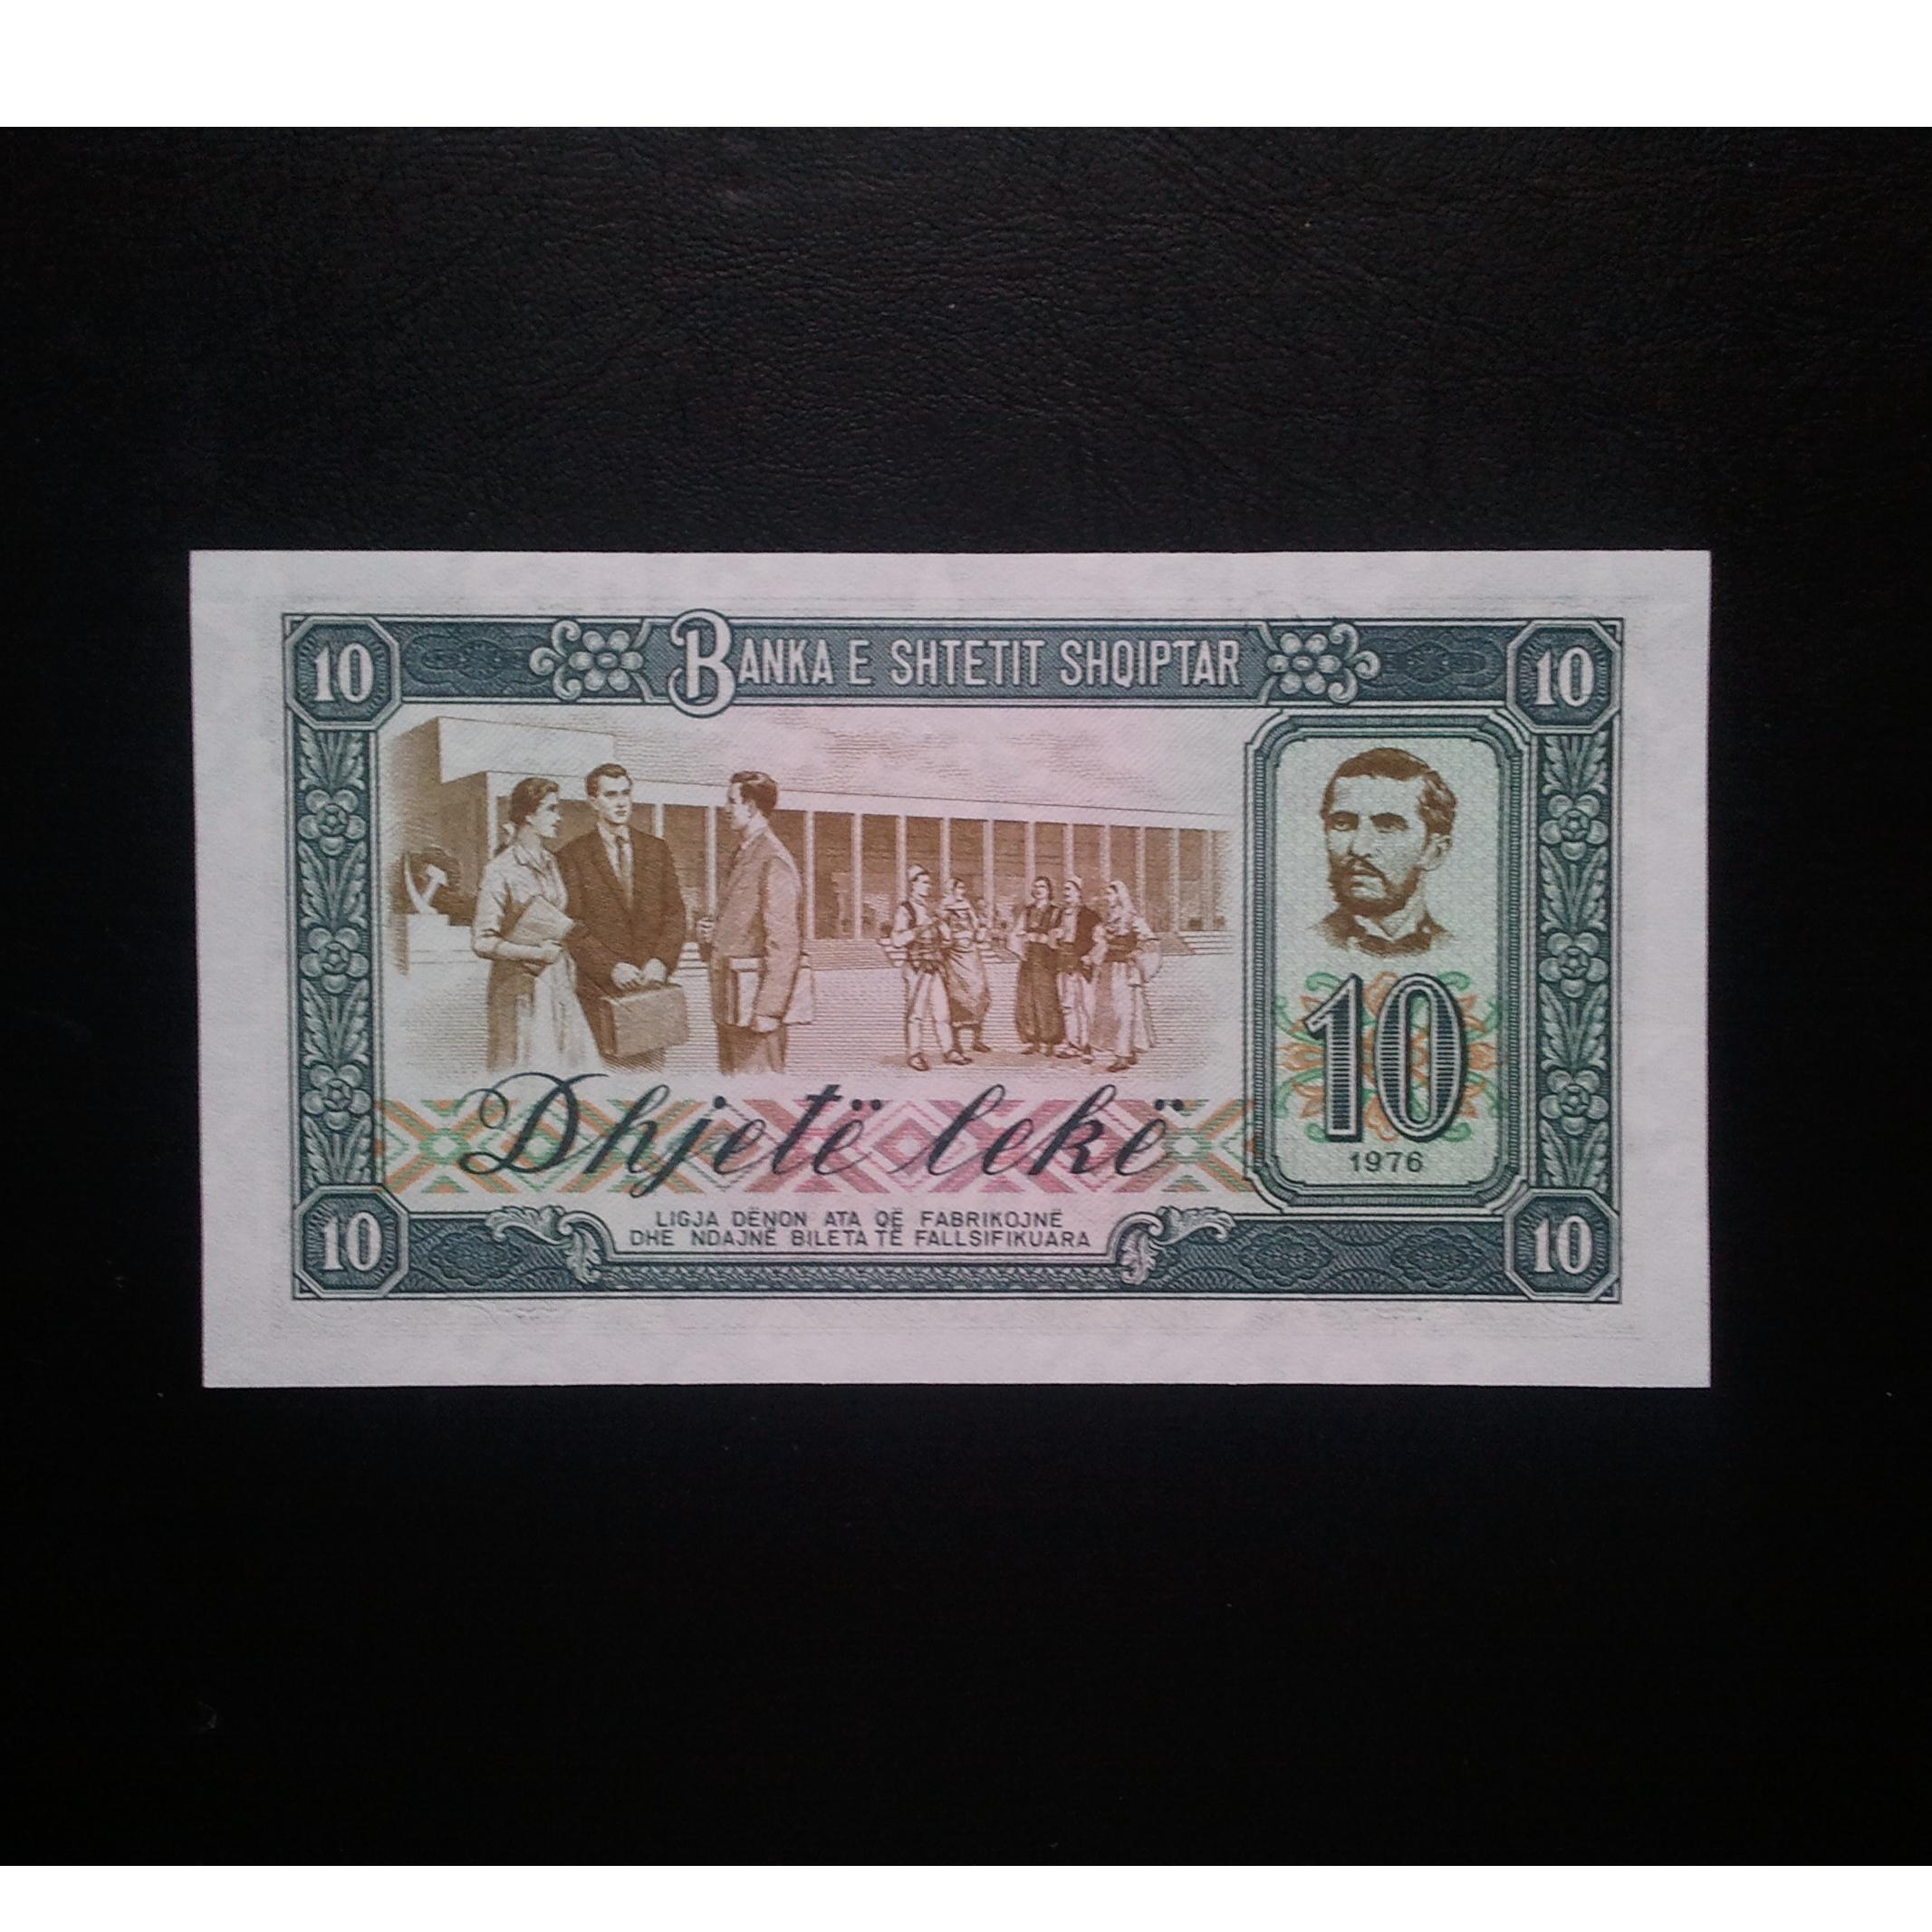 10 BANKA E SHTETIT SHQIPTAR 10
Dhjetë lekë
10
1976
LIGJA DËNON ATA QË FABRIKOJNË
DHE NDAJNË BILETA TË FALLSIFIKUARA
10 10